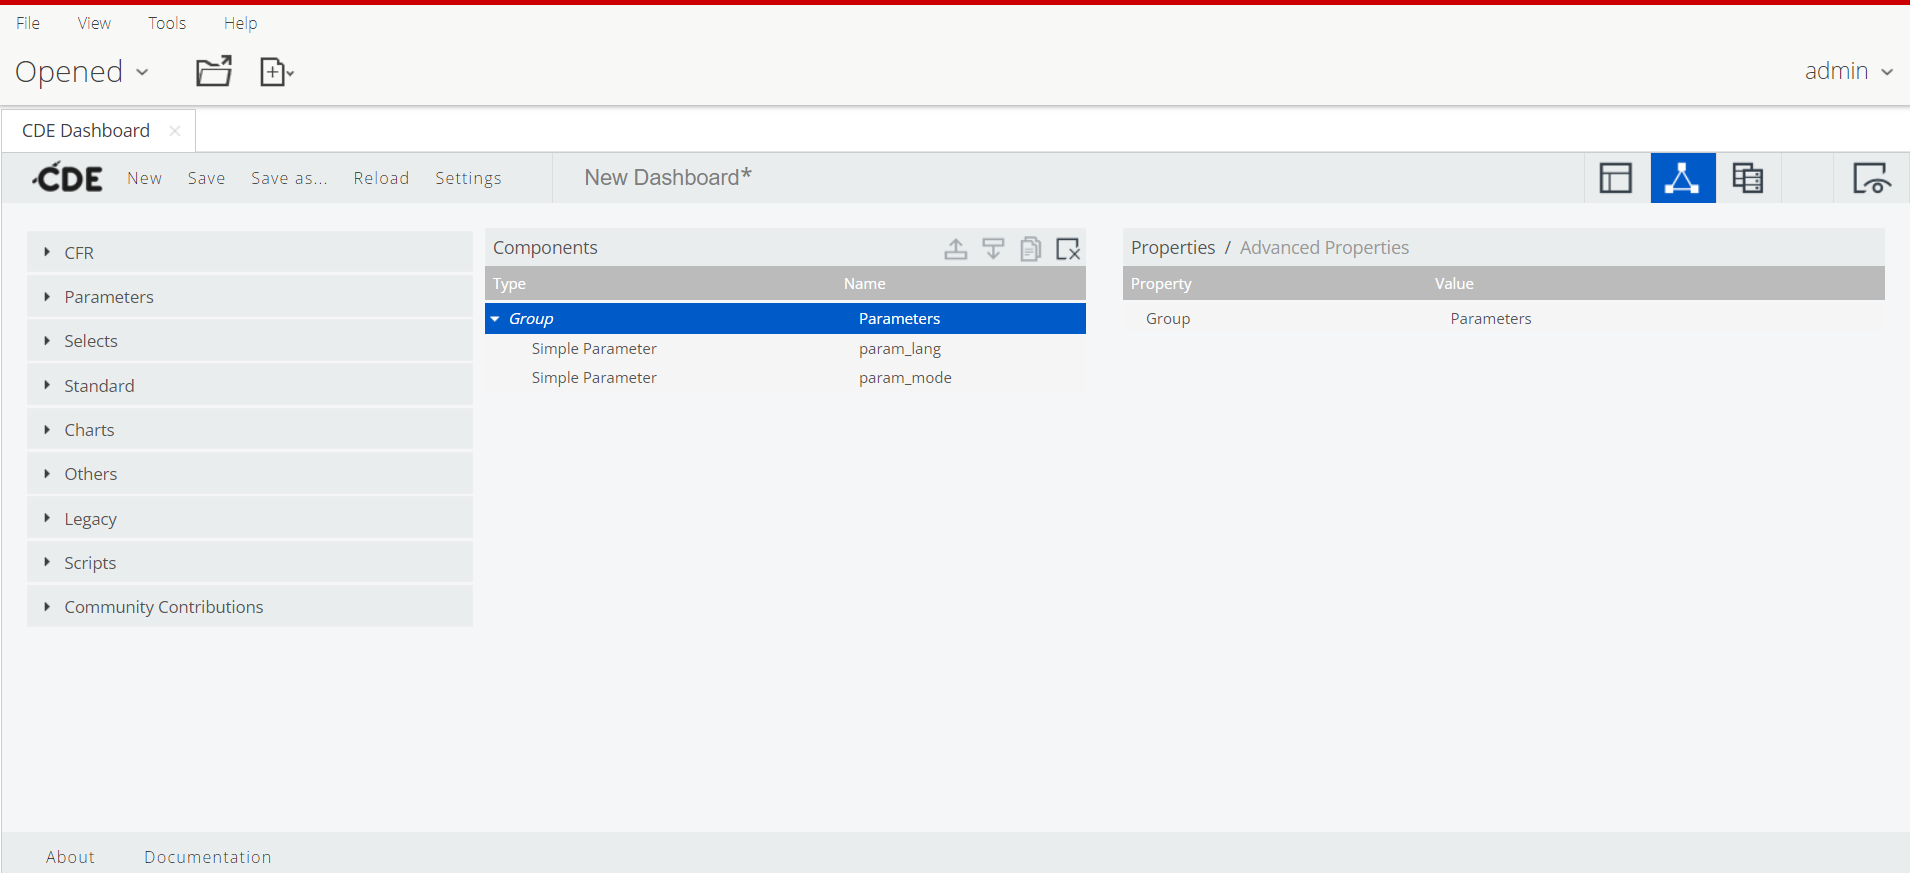 File View Tools Help
Opened
admin
CDE Dashboard
CDE New Save Save as... Reload Settings New Dashboard*
CFR
Parameters
Selects
Standard
Charts
Others
Legacy
Scripts
Community Contributions
Components
Type Name
Group Parameters
Simple Parameter param_lang
Simple Parameter param_mode
Properties / Advanced Properties
Property Value
Group Parameters
About Documentation